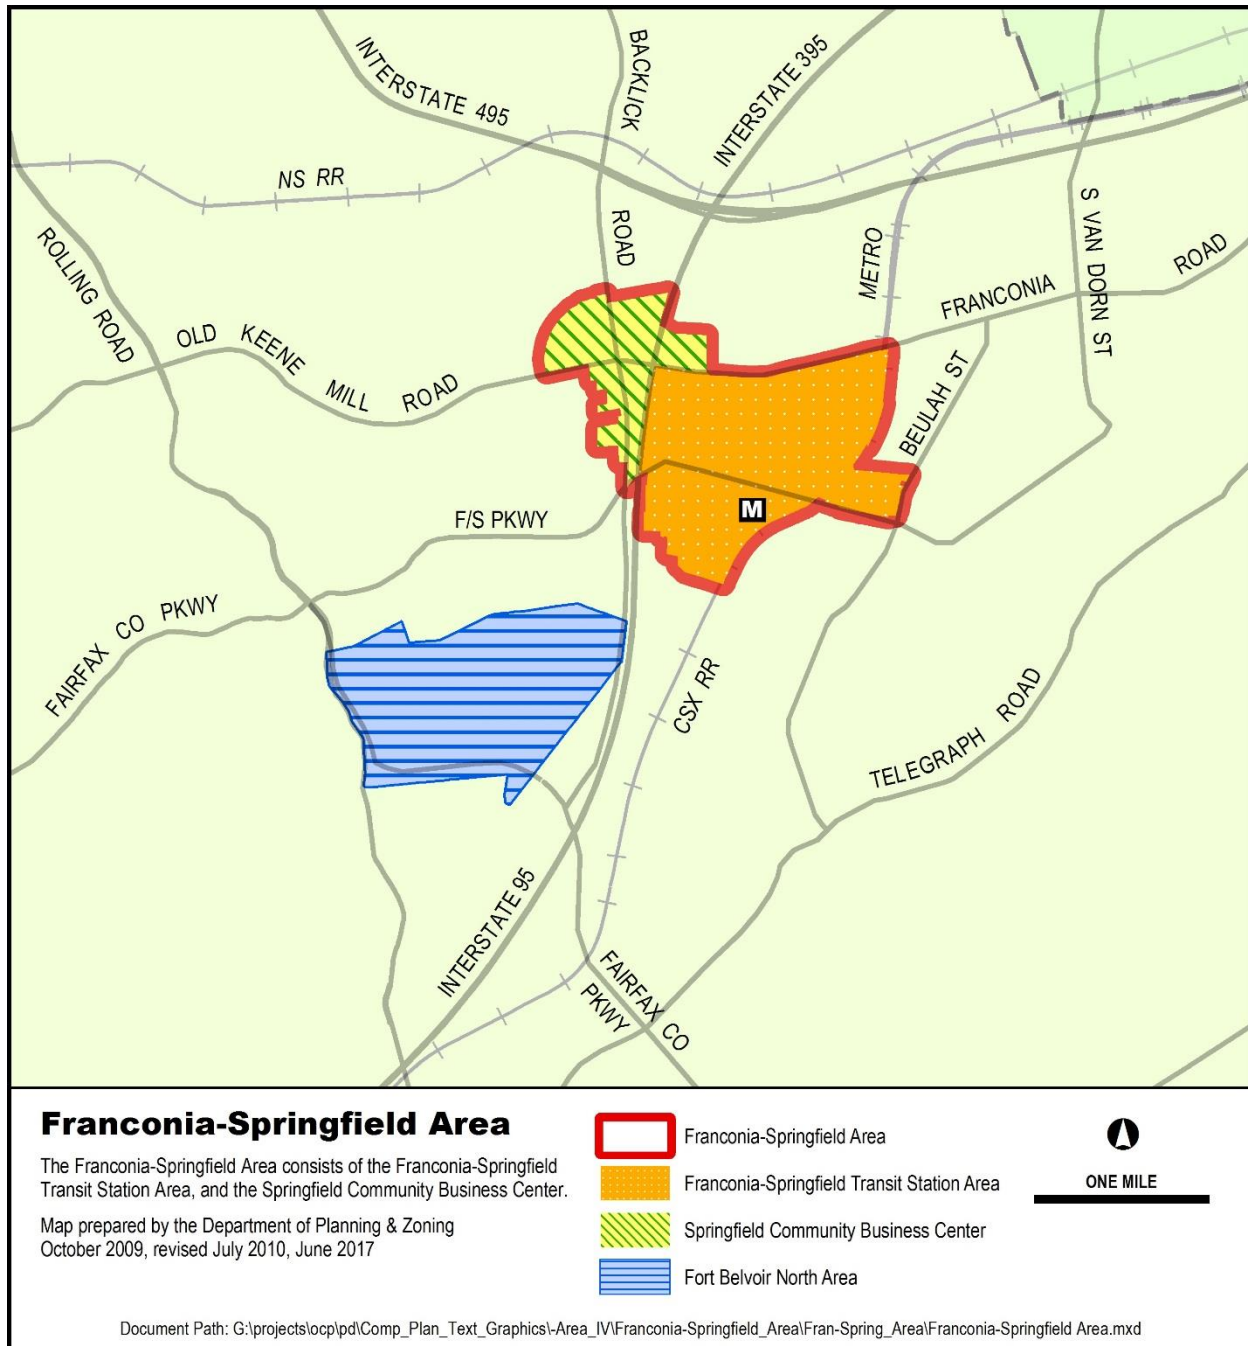 BACKLICK
INTERSTATE 395
INTERSTATE 495
NS RR
ROAD
S VAN DORN ST
ROLLING ROAD
METRO
ROAD
FRANCONIA
OLD KEENE
MILL ROAD
BEULAH ST
M
F/S PKWY
FAIRFAX CO PKWY
CSX RR
TELEGRAPH ROAD
INTERSTATE 95
FAIRFAX CO
PKWY
Franconia-Springfield Area
The Franconia-Springfield Area consists of the Franconia-Springfield
Transit Station Area, and the Springfield Community Business Center.
Map prepared by the Department of Planning & Zoning
October 2009, revised July 2010, June 2017
Franconia-Springfield Area
Franconia-Springfield Transit Station Area
Springfield Community Business Center
Fort Belvoir North Area
ONE MILE
Document Path: G:\projects\ocp\pd\Comp_Plan_Text_Graphics\-Area_IV\Franconia-Springfield_Area\Fran-Spring_Area\Franconia-Springfield Area.mxd